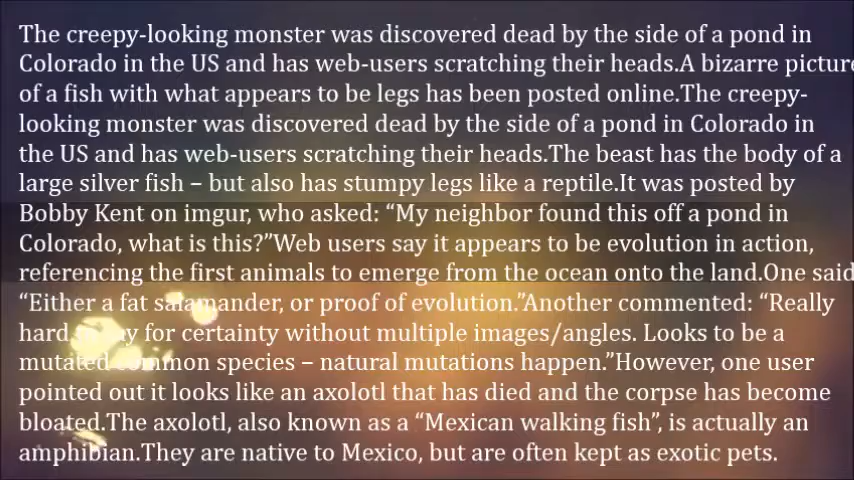 The creepy-looking monster was discovered dead by the side of a pond in
Colorado in the US and has web-users scratching their heads.A bizarre picture
of a fish with what appears to be legs has been posted online.The creepy-
looking monster was discovered dead by the side of a pond in Colorado in
the US and has web-users scratching their heads.The beast has the body of a
large silver fish – but also has stumpy legs like a reptile.It was posted by
Bobby Kent on imgur, who asked: “My neighbor found this off a pond in
Colorado, what is this?”Web users say it appears to be evolution in action,
referencing the first animals to emerge from the ocean onto the land.One said
“Either a fat salamander, or proof of evolution.”Another commented: “Really
hard to say for certainty without multiple images/angles. Looks to be a
mutated common species – natural mutations happen.”However, one user
pointed out it looks like an axolotl that has died and the corpse has become
bloated.The axolotl, also known as a “Mexican walking fish”, is actually an
amphibian.They are native to Mexico, but are often kept as exotic pets.